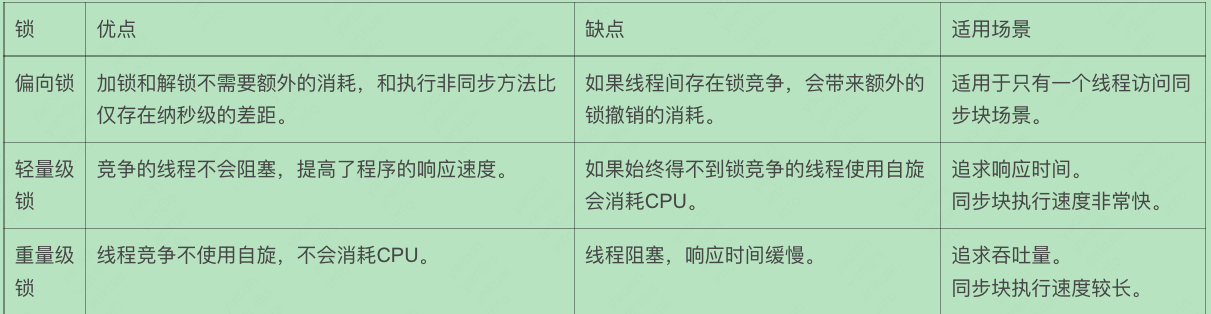 锁 优点 缺点 适用场景
偏向锁 加锁和解锁不需要额外的消耗，和执行非同步方法比 如果线程间存在锁竞争，会带来额外的 适用于只有一个线程访问同
仅存在纳秒级的差距。 锁撤销的消耗。 步块场景。
轻量级 竞争的线程不会阻塞，提高了程序的响应速度。 如果始终得不到锁竞争的线程使用自旋 追求响应时间。
锁 会消耗CPU。 同步块执行速度非常快。
重量级 线程竞争不使用自旋，不会消耗CPU。 线程阻塞，响应时间缓慢。 追求吞吐量。
锁 同步块执行速度较长。